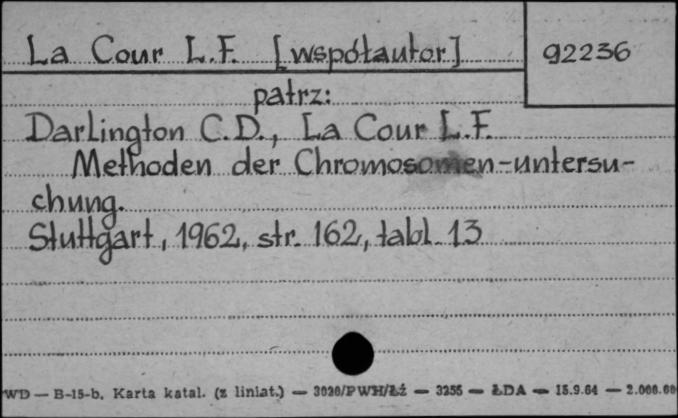 La Cour L.F. [współautor]
92236
patrz:
Darlington C.D., La Cour L.F.
Methoden der Chromosomen-untersu-
chung.
Stuttgart, 1962, str. 162, tabl. 13
PWD — B-15-b. Karta katal. (z liniat.) — 3020/PWH/Łż — 3255 — ŁDA — 15.9.64 — 2.000.00